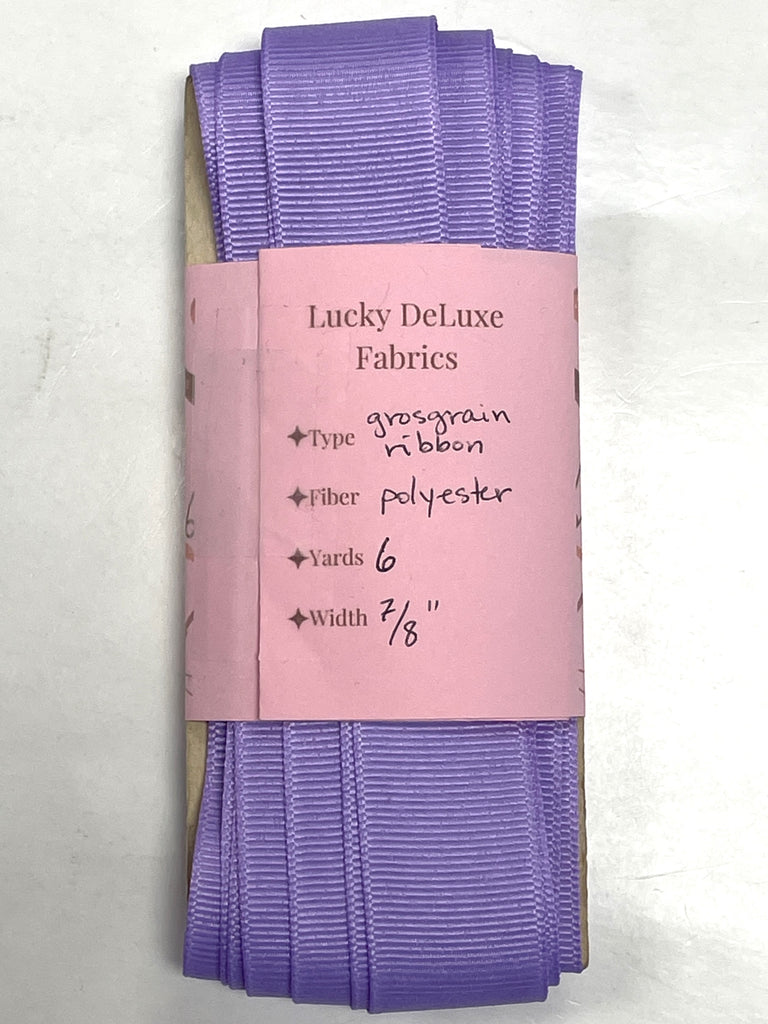 Lucky DeLuxe
Fabrics
Type grosgrain
ribbon
Fiber polyester
Yards 6
Width 7/8"